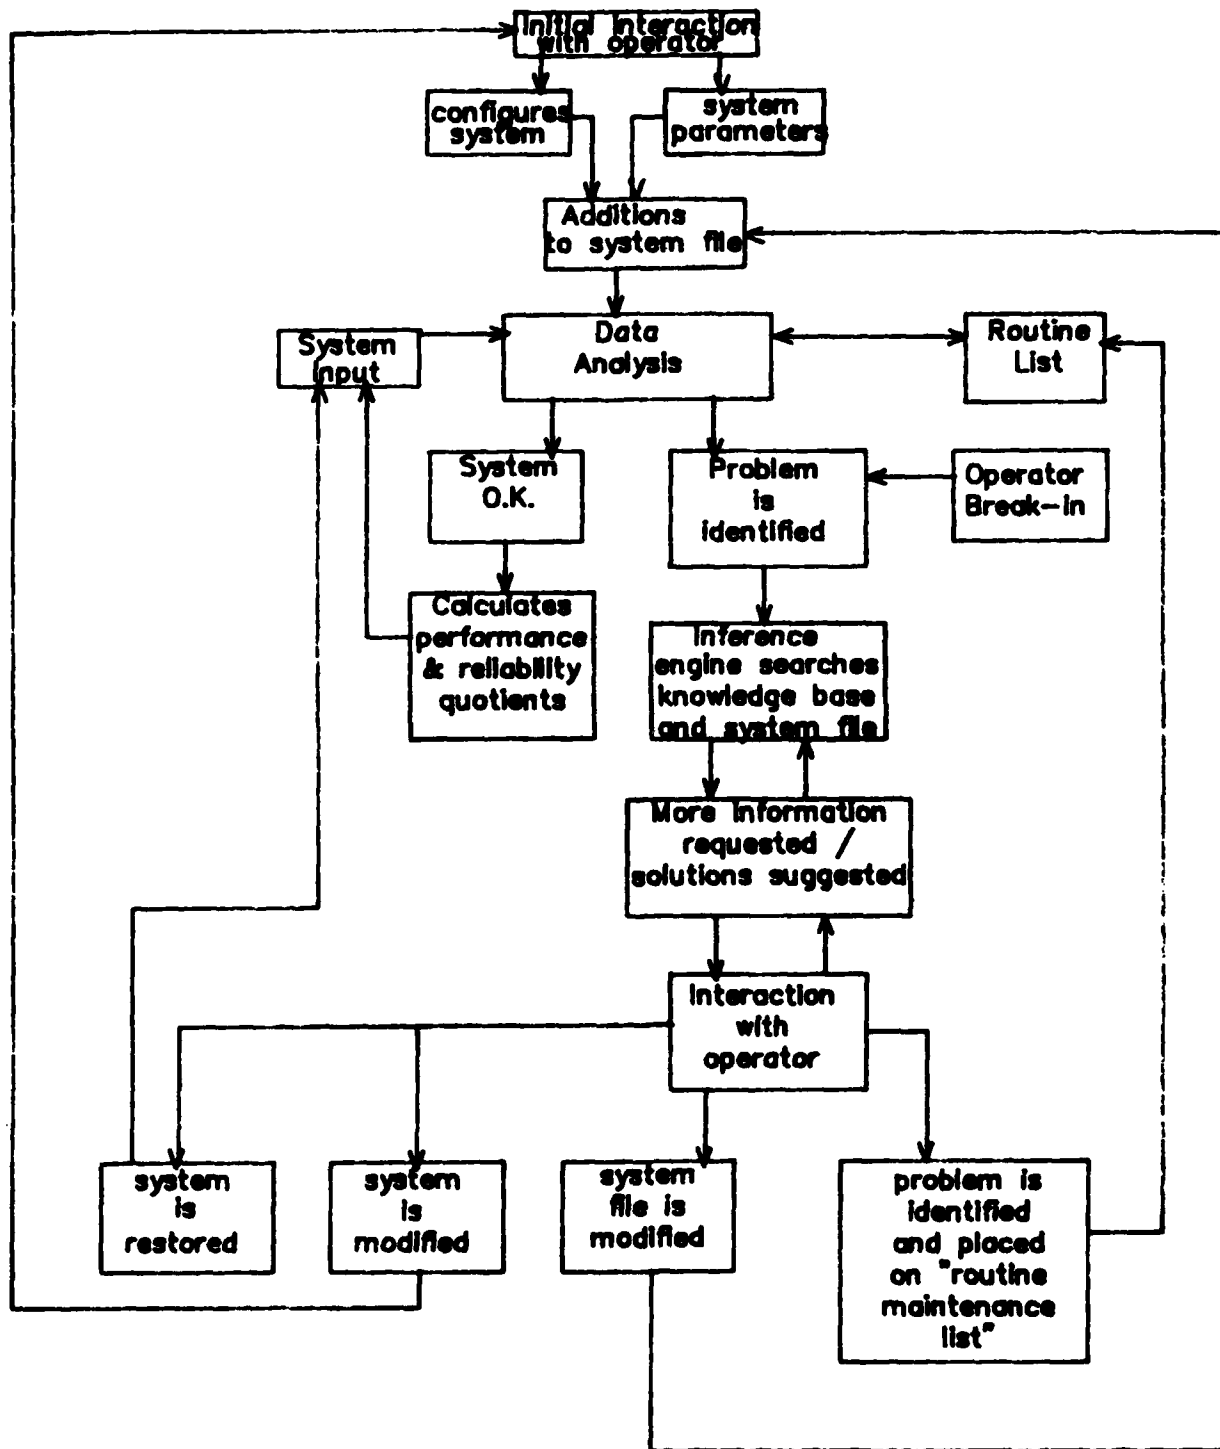 Initial Interaction
with operator
configures
system
system
parameters
Additions
to system file
System
Input
Data
Analysis
Routine
List
System
O.K.
Problem
is
identified
Operator
Break-in
Calculates
performance
& reliability
quotients
Inference
engine searches
knowledge base
and system file
More Information
requested /
solutions suggested
Interaction
with
operator
system
is
restored
system
is
modified
system
file is
modified
problem is
identified
and placed
on "routine
maintenance
list"